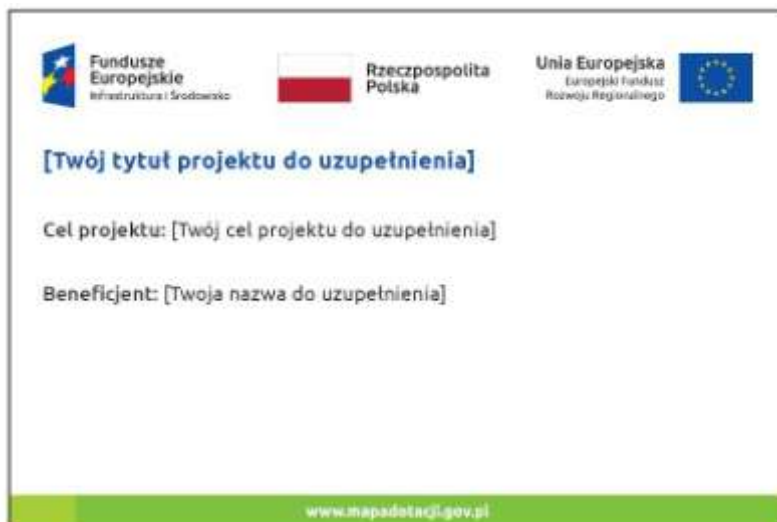 Fundusze
Europejskie
Infrastruktura i Środowisko
Rzeczpospolita
Polska
Unia Europejska
Europejski Fundusz
Rozwoju Regionalnego
[Twój tytuł projektu do uzupełnienia]
Cel projektu: [Twój cel projektu do uzupełnienia]
Beneficjent: [Twoja nazwa do uzupełnienia]
www.mapadotacji.gov.pl